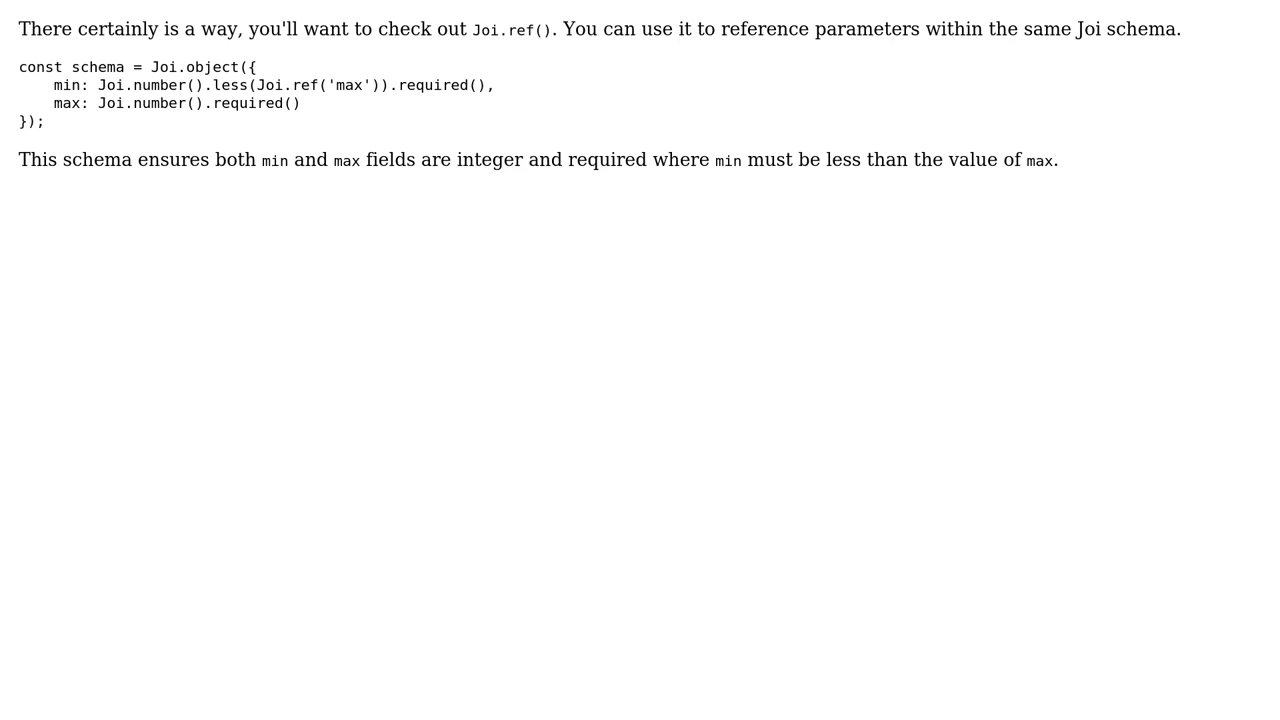 There certainly is a way, you'll want to check out Joi.ref(). You can use it to reference parameters within the same Joi schema.
const schema = Joi.object({
    min: Joi.number().less(Joi.ref('max')).required(),
    max: Joi.number().required()
});
This schema ensures both min and max fields are integer and required where min must be less than the value of max.